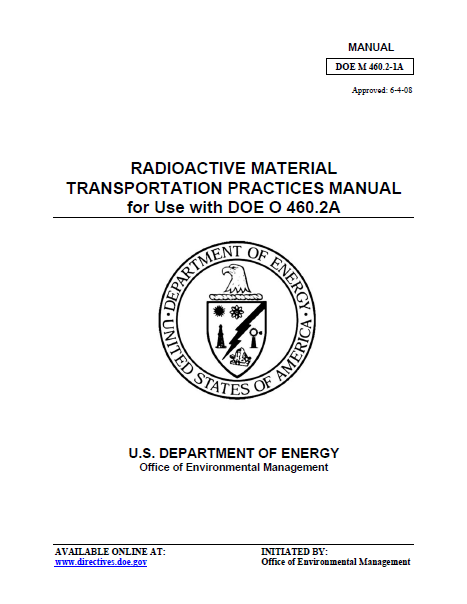 MANUAL
DOE M 460.2-1A
Approved: 6-4-08
RADIOACTIVE MATERIAL
TRANSPORTATION PRACTICES MANUAL
for Use with DOE O 460.2A
DEPARTMENT OF ENERGY
UNITED STATES OF AMERICA
U.S. DEPARTMENT OF ENERGY
Office of Environmental Management
AVAILABLE ONLINE AT:
INITIATED BY:
www.directives.doe.gov
Office of Environmental Management